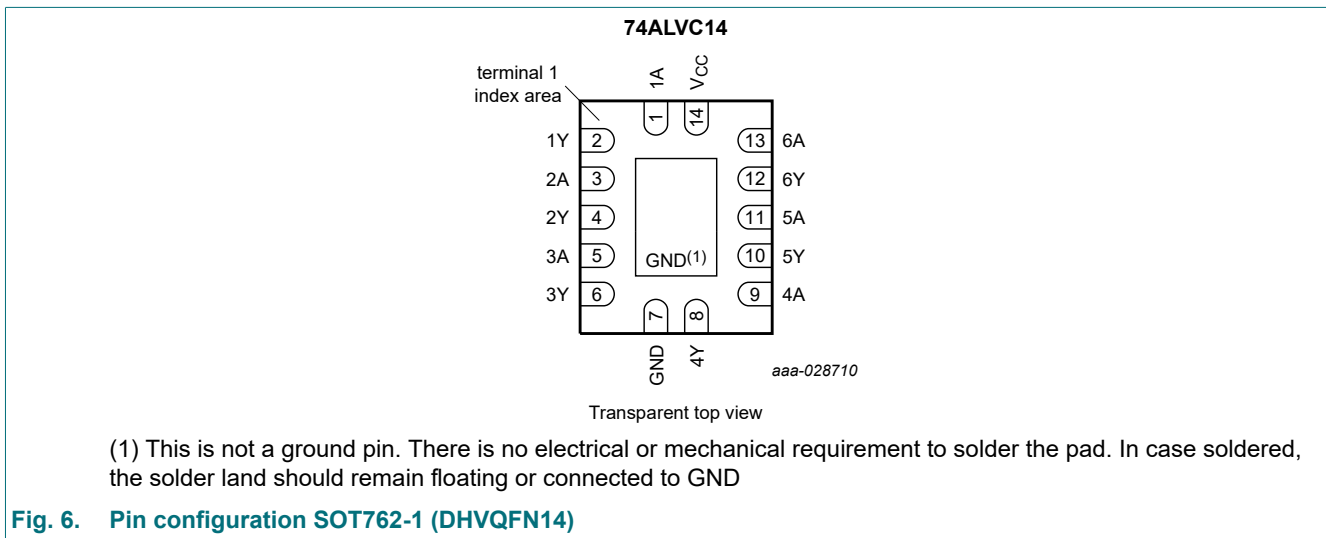 74ALVC14
terminal 1
index area
1A
VCC
1
14
1Y 2
13 6A
2A 3
12 6Y
2Y 4
11 5A
3A 5
GND(1)
10 5Y
3Y 6
9 4A
7
8
GND
4Y
aaa-028710
Transparent top view
(1) This is not a ground pin. There is no electrical or mechanical requirement to solder the pad. In case soldered,
the solder land should remain floating or connected to GND
Fig. 6. Pin configuration SOT762-1 (DHVQFN14)